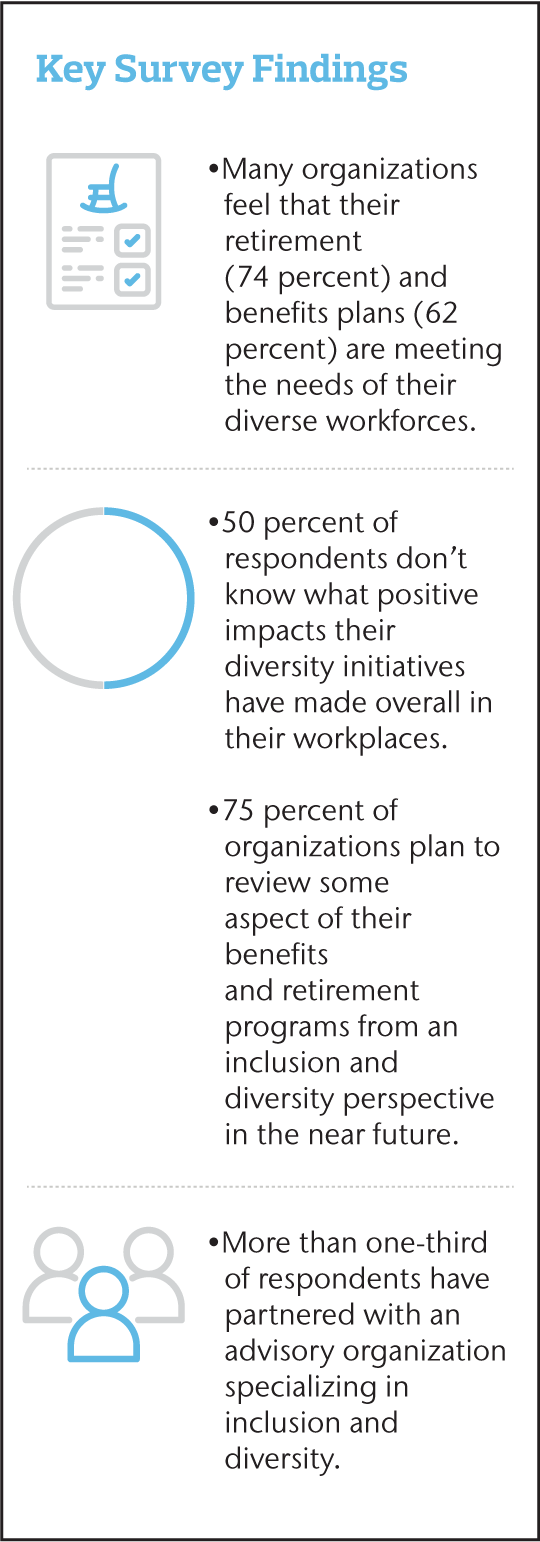 Key Survey Findings
•Many organizations
feel that their
retirement
(74 percent) and
benefits plans (62
percent) are meeting
the needs of their
diverse workforces.
•50 percent of
respondents don’t
know what positive
impacts their
diversity initiatives
have made overall in
their workplaces.
•75 percent of
organizations plan to
review some
aspect of their
benefits
and retirement
programs from an
inclusion and
diversity perspective
in the near future.
•More than one-third
of respondents have
partnered with an
advisory organization
specializing in
inclusion and
diversity.